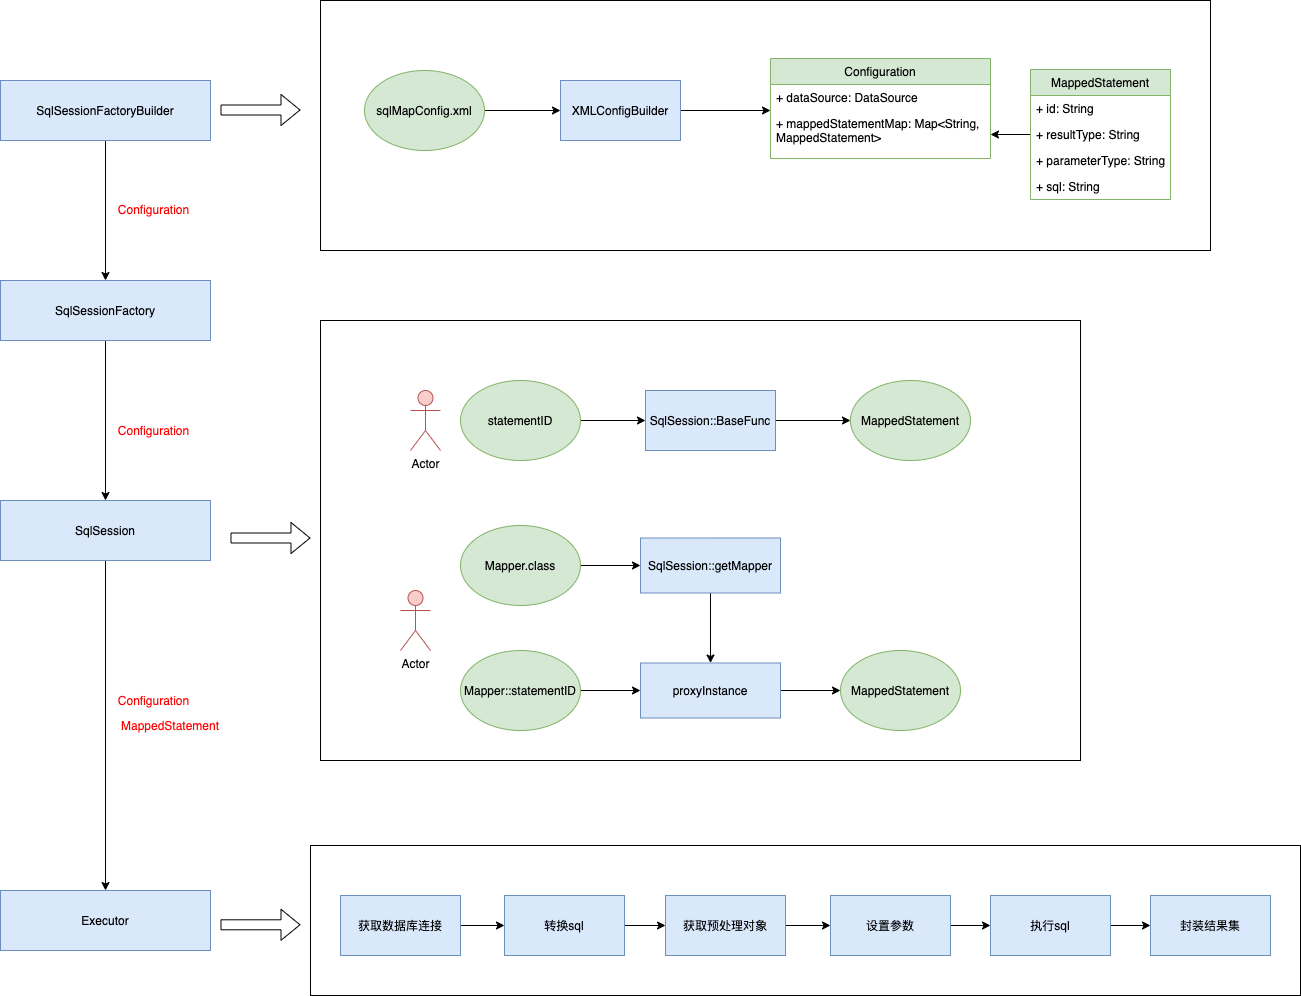 SqlSessionFactoryBuilder
sqlMapConfig.xml
XMLConfigBuilder
Configuration
+ dataSource: DataSource
+ mappedStatementMap: Map<String,
MappedStatement>
MappedStatement
+ id: String
+ resultType: String
+ parameterType: String
+ sql: String
Configuration
SqlSessionFactory
Configuration
SqlSession
Actor
statementID
SqlSession::BaseFunc
MappedStatement
Actor
Mapper.class
SqlSession::getMapper
Mapper::statementID
proxyInstance
MappedStatement
Configuration
MappedStatement
Executor
获取数据库连接
转换sql
获取预处理对象
设置参数
执行sql
封装结果集